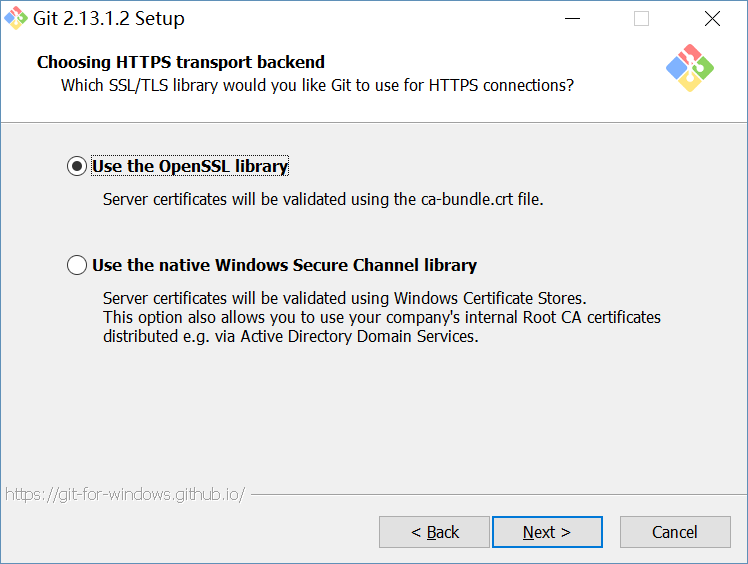 Git 2.13.1.2 Setup
Choosing HTTPS transport backend
Which SSL/TLS library would you like Git to use for HTTPS connections?
Use the OpenSSL library
Server certificates will be validated using the ca-bundle.crt file.
Use the native Windows Secure Channel library
Server certificates will be validated using Windows Certificate Stores.
This option also allows you to use your company's internal Root CA certificates
distributed e.g. via Active Directory Domain Services.
https://git-for-windows.github.io/
< Back Next > Cancel